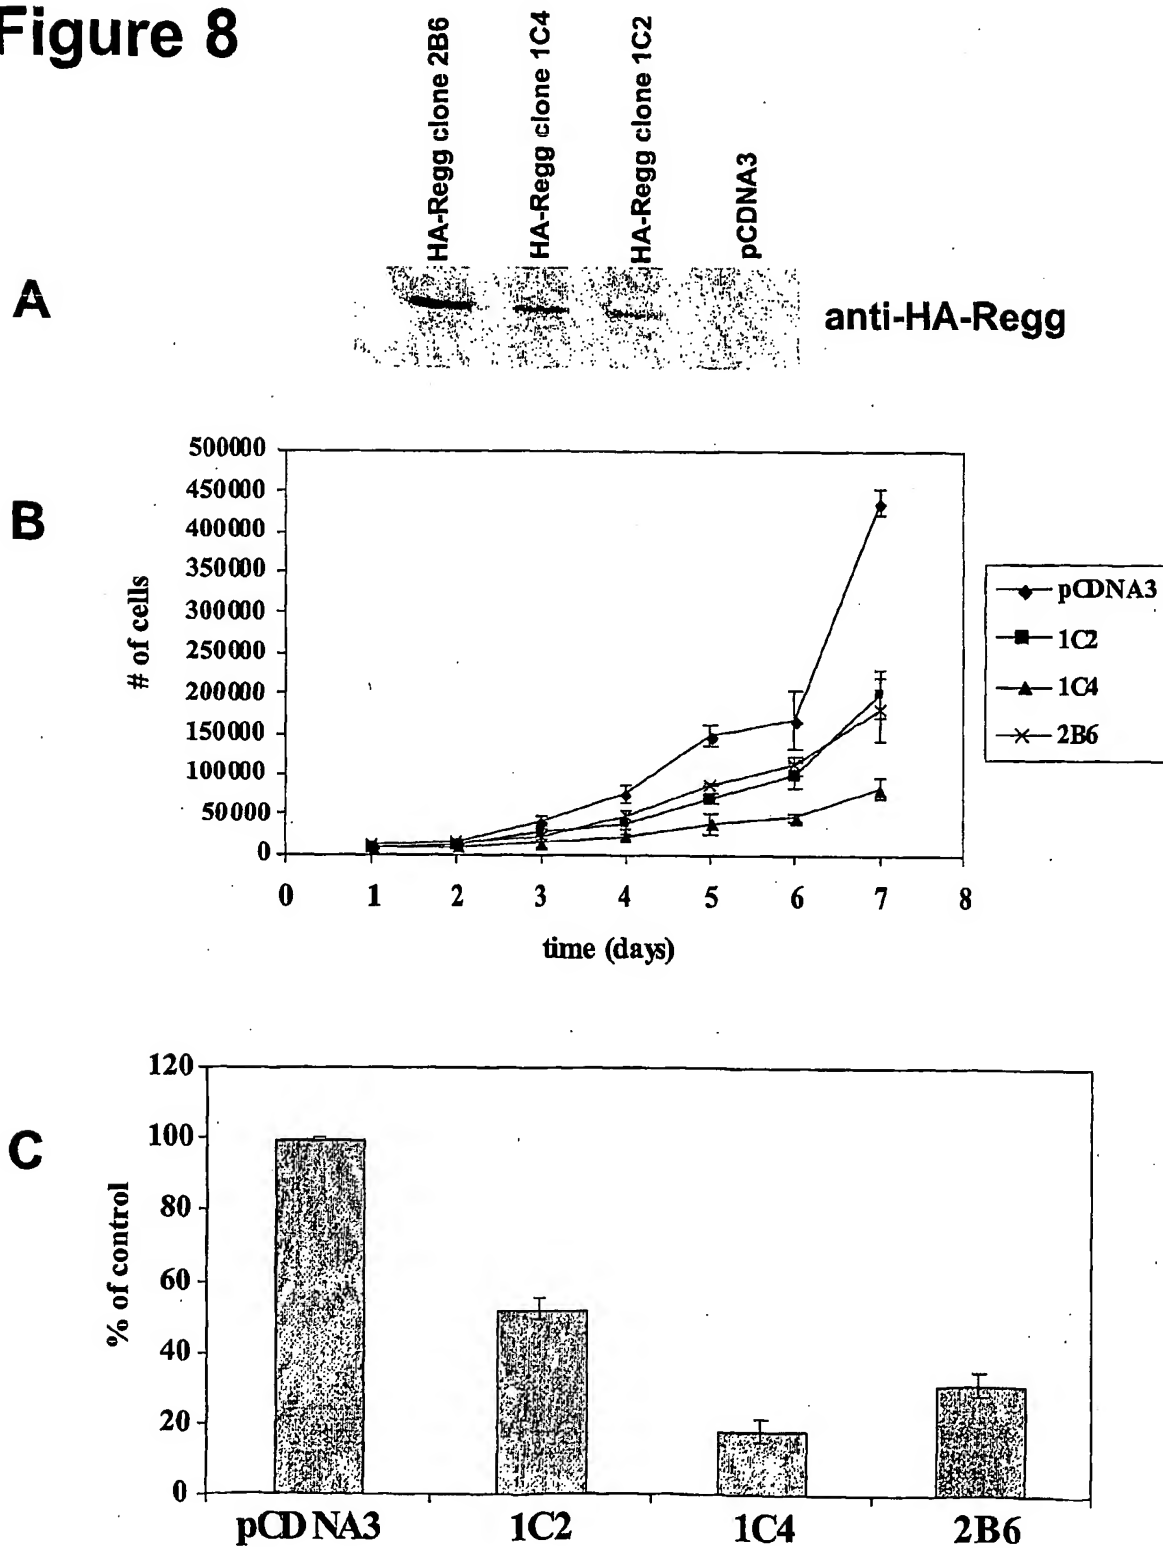 Figure 8
HA-Regg clone 2B6
HA-Regg clone 1C4
HA-Regg clone 1C2
pCDNA3
A
anti-HA-Regg
B
500000
450000
400000
350000
300000
250000
200000
150000
100000
50000
0
# of cells
0 1 2 3 4 5 6 7 8
time (days)
pCDNA3
1C2
1C4
2B6
C
120
100
80
60
40
20
0
% of control
pCDNA3 1C2 1C4 2B6